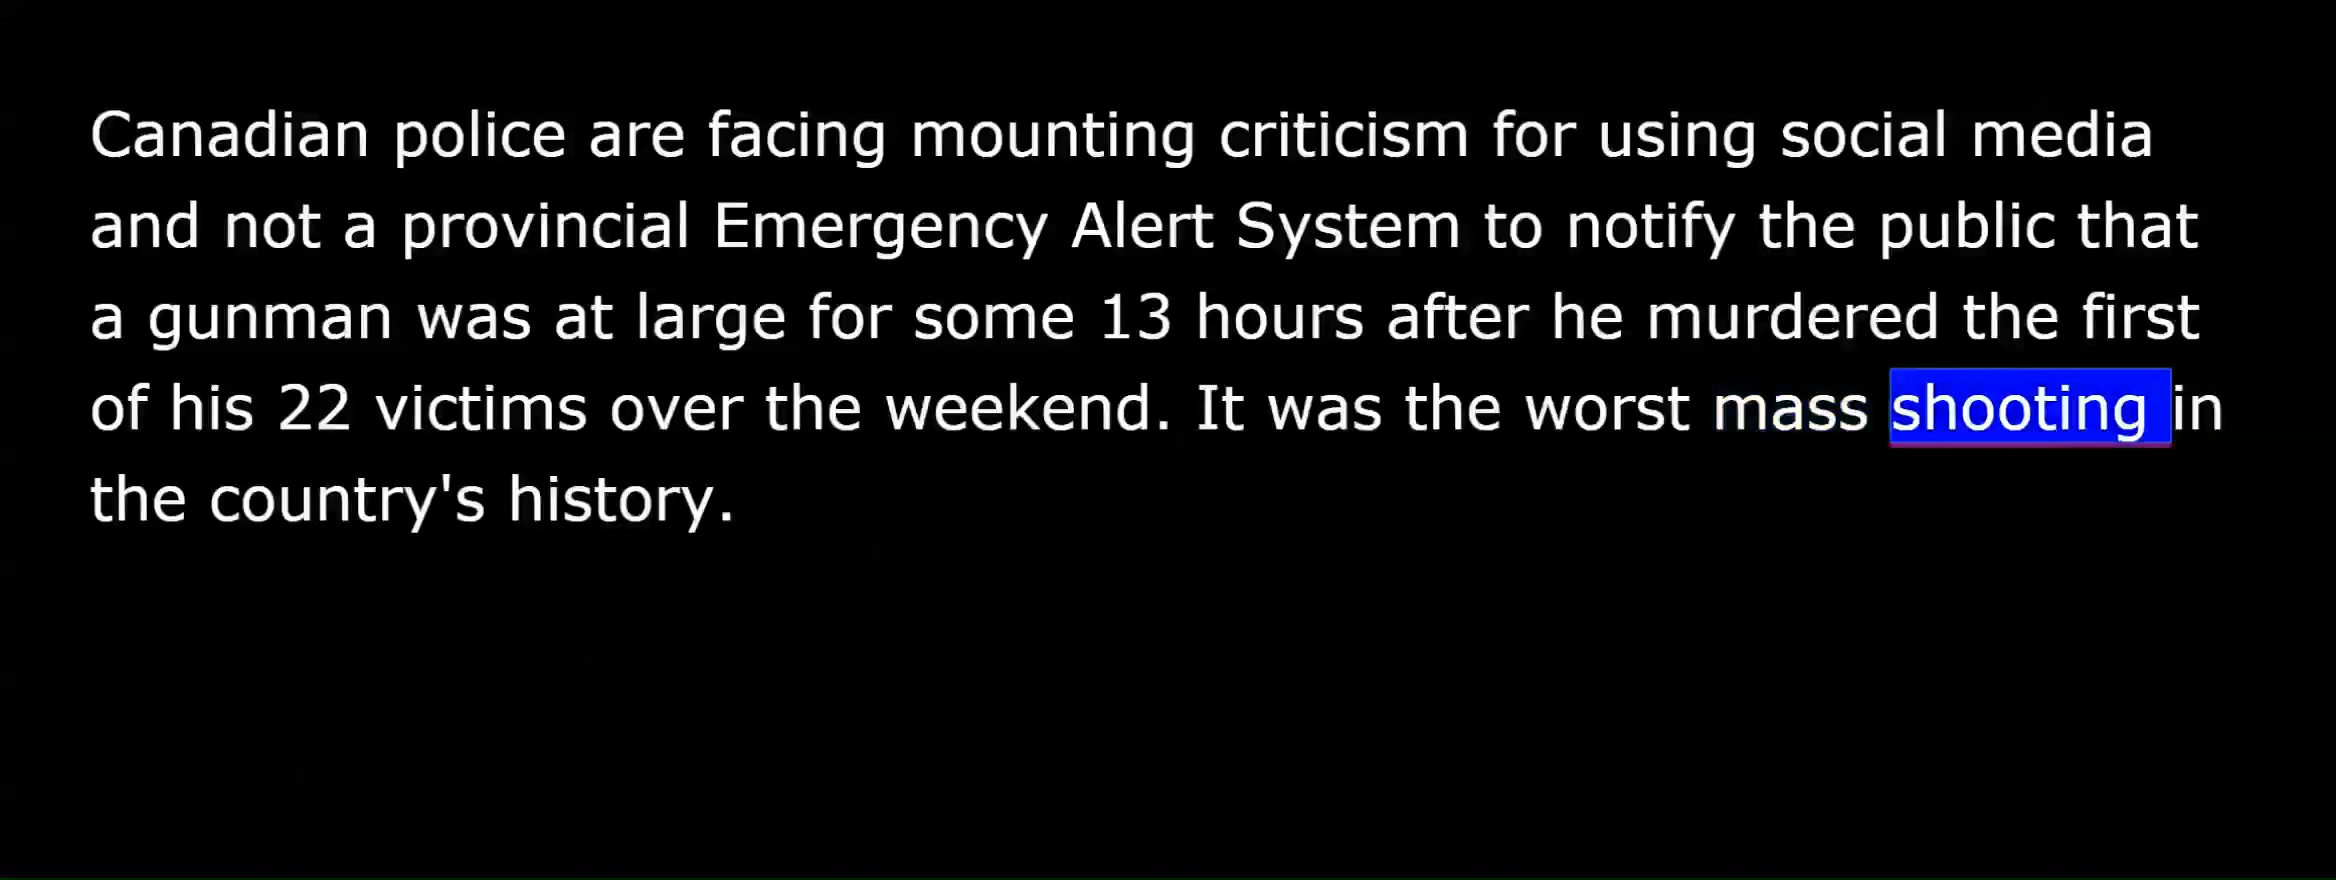 Canadian police are facing mounting criticism for using social media
and not a provincial Emergency Alert System to notify the public that
a gunman was at large for some 13 hours after he murdered the first
of his 22 victims over the weekend. It was the worst mass shooting in
the country's history.